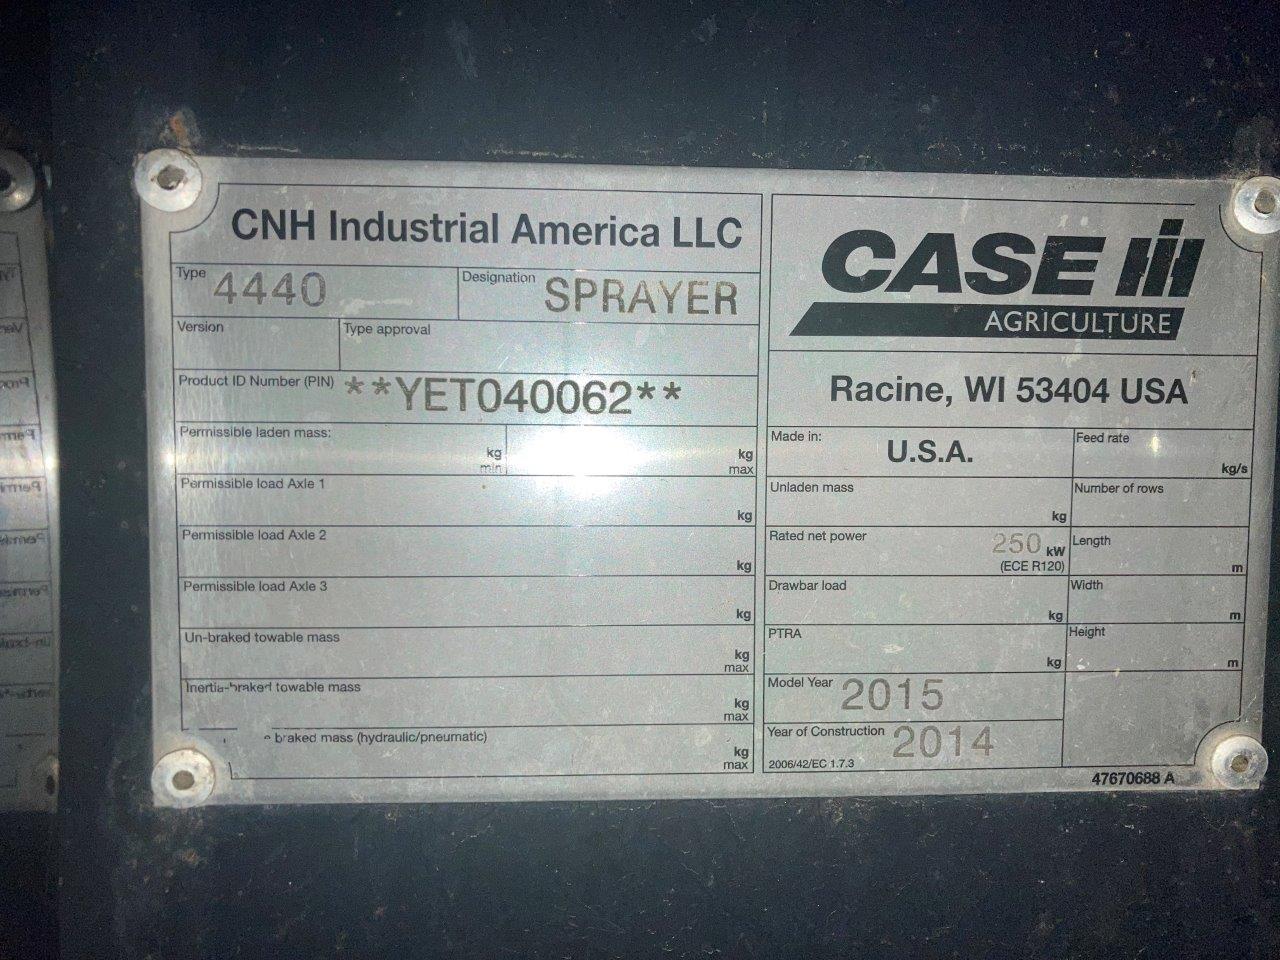 CNH Industrial America LLC
Type 4440
Designation SPRAYER
Version
Type approval
Product ID Number (PIN) **YET040062**
Permissible laden mass:
kg
min
kg
max
Permissible load Axle 1
kg
Permissible load Axle 2
kg
Permissible load Axle 3
kg
Un-braked towable mass
kg
max
Inertia-braked towable mass
kg
max
braked mass (hydraulic/pneumatic)
kg
max
CASE IH
AGRICULTURE
Racine, WI 53404 USA
Made in: U.S.A.
Feed rate
kg/s
Unladen mass
kg
Number of rows
Rated net power 250 kW
(ECE R120)
Length
m
Drawbar load
kg
Width
m
PTRA
kg
Height
m
Model Year 2015
Year of Construction 2014
2006/42/EC 1.7.3
47670688 A